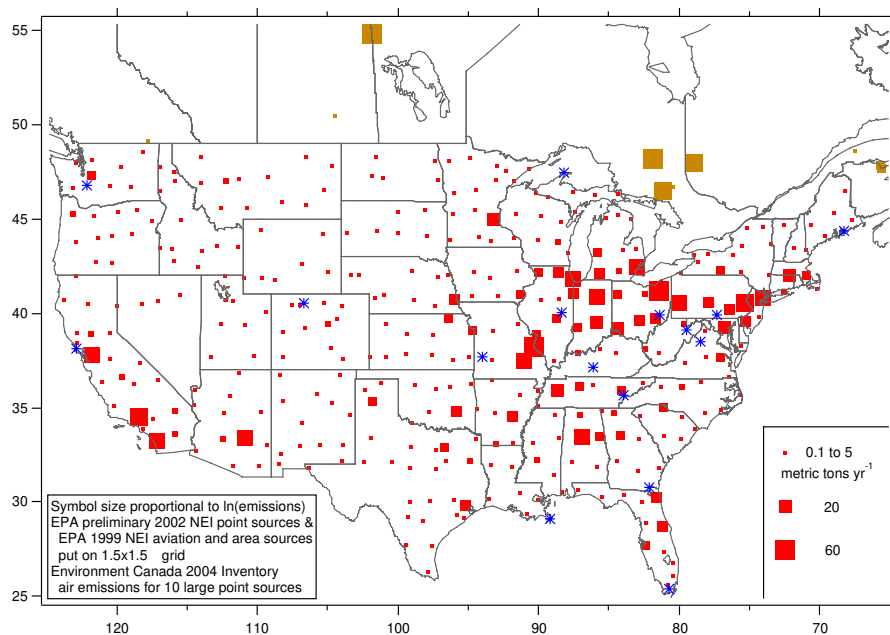 55
50
45
40
35
30
25
120
110
100
90
80
70
Symbol size proportional to ln(emissions)
EPA preliminary 2002 NEI point sources &
EPA 1999 NEI aviation and area sources
put on 1.5x1.5 grid
Environment Canada 2004 Inventory
air emissions for 10 large point sources
0.1 to 5
metric tons yr⁻¹
20
60